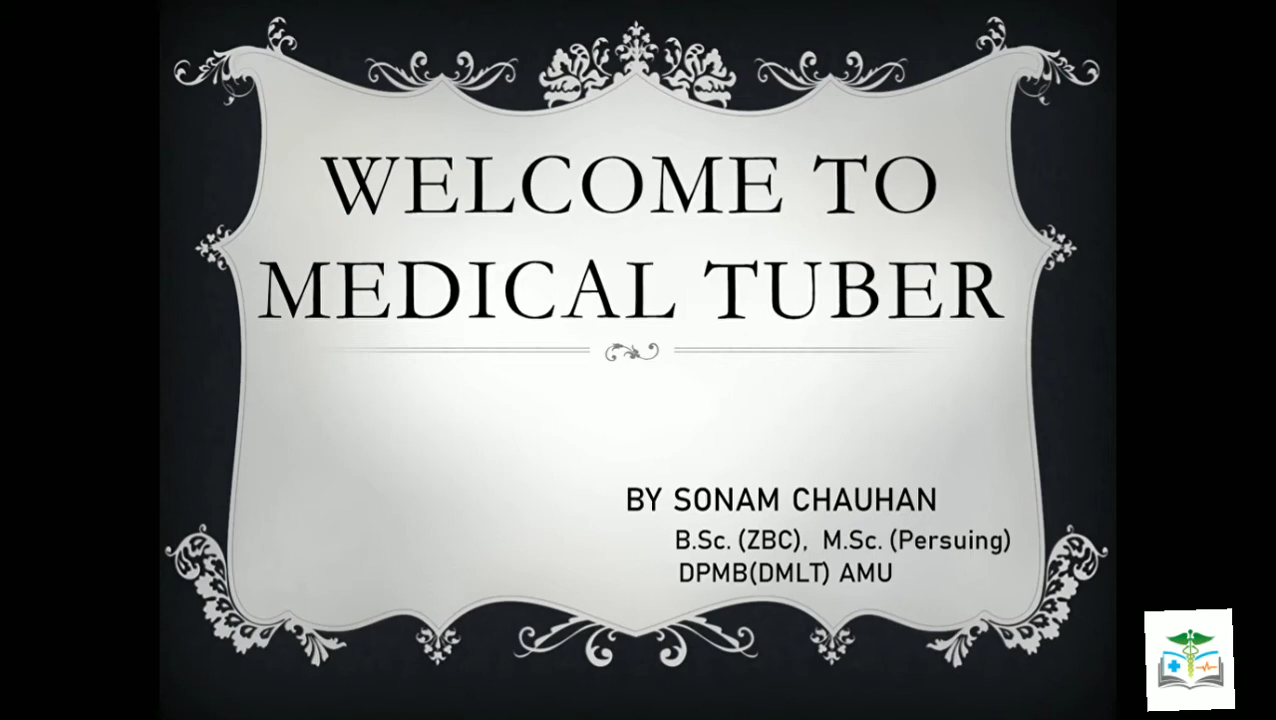 WELCOME TO
MEDICAL TUBER
BY SONAM CHAUHAN
B.Sc. (ZBC), M.Sc. (Persuing)
DPMB(DMLT) AMU